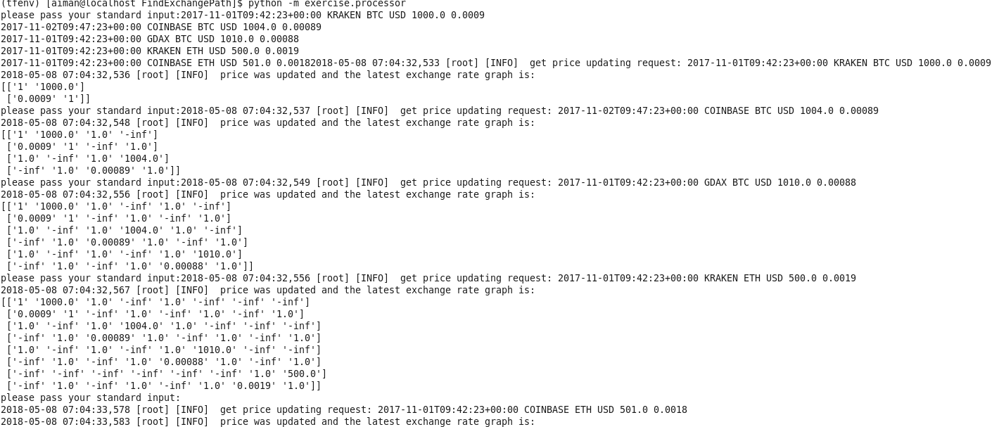 (tfenv) [aiman@localhost FindExchangePath]$ python -m exercise.processor
please pass your standard input:2017-11-01T09:42:23+00:00 KRAKEN BTC USD 1000.0 0.0009
2017-11-02T09:47:23+00:00 COINBASE BTC USD 1004.0 0.00089
2017-11-01T09:42:23+00:00 GDAX BTC USD 1010.0 0.00088
2017-11-01T09:42:23+00:00 KRAKEN ETH USD 500.0 0.0019
2017-11-01T09:42:23+00:00 COINBASE ETH USD 501.0 0.00182018-05-08 07:04:32,533 [root] [INFO]  get price updating request: 2017-11-01T09:42:23+00:00 KRAKEN BTC USD 1000.0 0.0009
2018-05-08 07:04:32,536 [root] [INFO]  price was updated and the latest exchange rate graph is:
[['1' '1000.0']
 ['0.0009' '1']]
please pass your standard input:2018-05-08 07:04:32,537 [root] [INFO]  get price updating request: 2017-11-02T09:47:23+00:00 COINBASE BTC USD 1004.0 0.00089
2018-05-08 07:04:32,548 [root] [INFO]  price was updated and the latest exchange rate graph is:
[['1' '1000.0' '1.0' '-inf']
 ['0.0009' '1' '-inf' '1.0']
 ['1.0' '-inf' '1.0' '1004.0']
 ['-inf' '1.0' '0.00089' '1.0']]
please pass your standard input:2018-05-08 07:04:32,549 [root] [INFO]  get price updating request: 2017-11-01T09:42:23+00:00 GDAX BTC USD 1010.0 0.00088
2018-05-08 07:04:32,556 [root] [INFO]  price was updated and the latest exchange rate graph is:
[['1' '1000.0' '1.0' '-inf' '1.0' '-inf']
 ['0.0009' '1' '-inf' '1.0' '-inf' '1.0']
 ['1.0' '-inf' '1.0' '1004.0' '1.0' '-inf']
 ['-inf' '1.0' '0.00089' '1.0' '-inf' '1.0']
 ['1.0' '-inf' '1.0' '-inf' '1.0' '1010.0']
 ['-inf' '1.0' '-inf' '1.0' '0.00088' '1.0']]
please pass your standard input:2018-05-08 07:04:32,556 [root] [INFO]  get price updating request: 2017-11-01T09:42:23+00:00 KRAKEN ETH USD 500.0 0.0019
2018-05-08 07:04:32,567 [root] [INFO]  price was updated and the latest exchange rate graph is:
[['1' '1000.0' '1.0' '-inf' '1.0' '-inf' '-inf' '-inf']
 ['0.0009' '1' '-inf' '1.0' '-inf' '1.0' '-inf' '1.0']
 ['1.0' '-inf' '1.0' '1004.0' '1.0' '-inf' '-inf' '-inf']
 ['-inf' '1.0' '0.00089' '1.0' '-inf' '1.0' '-inf' '1.0']
 ['1.0' '-inf' '1.0' '-inf' '1.0' '1010.0' '-inf' '-inf']
 ['-inf' '1.0' '-inf' '1.0' '0.00088' '1.0' '-inf' '1.0']
 ['-inf' '-inf' '-inf' '-inf' '-inf' '-inf' '1.0' '500.0']
 ['-inf' '1.0' '-inf' '1.0' '-inf' '1.0' '0.0019' '1.0']]
please pass your standard input:
2018-05-08 07:04:33,578 [root] [INFO]  get price updating request: 2017-11-01T09:42:23+00:00 COINBASE ETH USD 501.0 0.0018
2018-05-08 07:04:33,583 [root] [INFO]  price was updated and the latest exchange rate graph is: